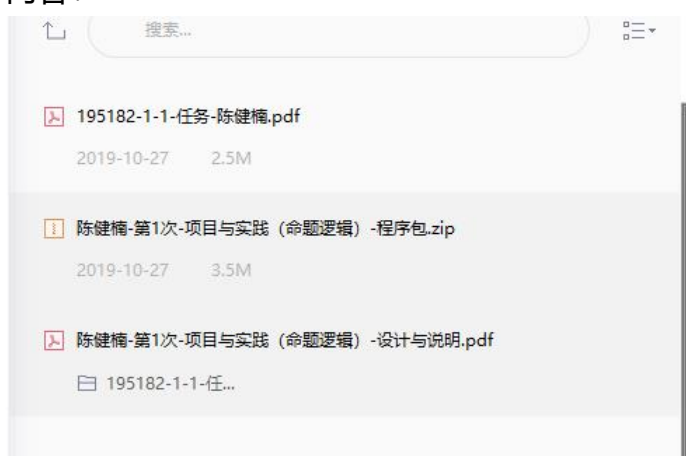 搜索...
195182-1-1-任务-陈健楠.pdf
2019-10-27 2.5M
陈健楠-第1次-项目与实践（命题逻辑）-程序包.zip
2019-10-27 3.5M
陈健楠-第1次-项目与实践（命题逻辑）-设计与说明.pdf
195182-1-1-任...